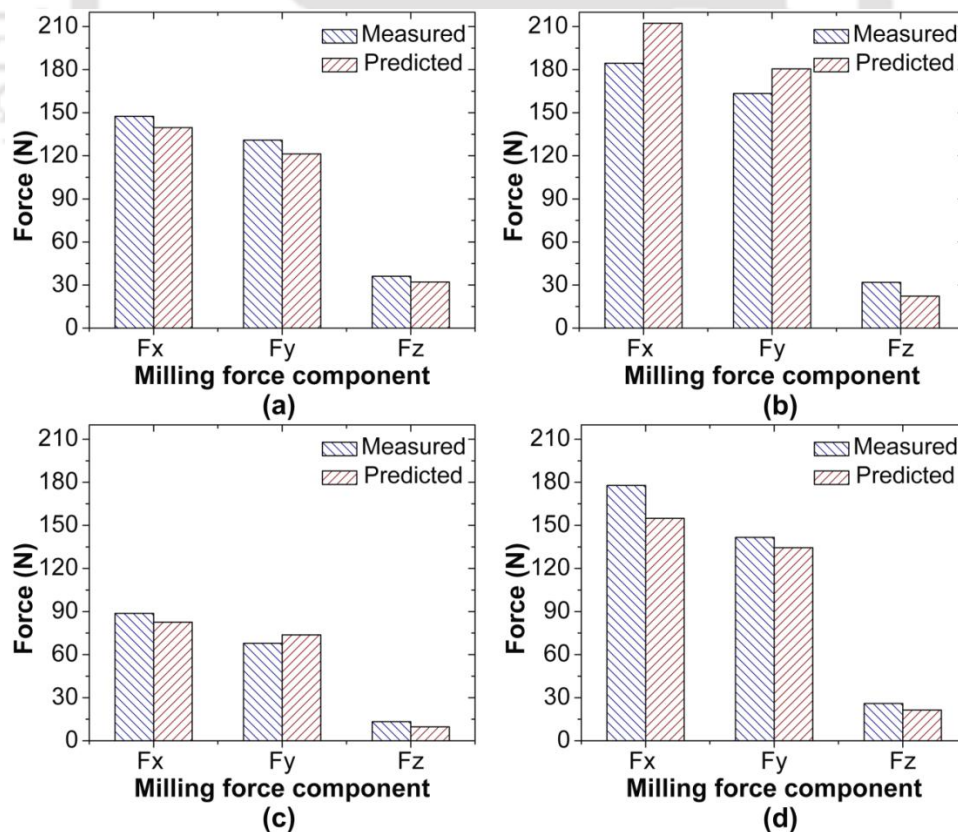 210
180
150
120
90
60
30
0
Force (N)
Measured
Predicted
Fx Fy Fz
Milling force component
(a)
210
180
150
120
90
60
30
0
Force (N)
Measured
Predicted
Fx Fy Fz
Milling force component
(b)
210
180
150
120
90
60
30
0
Force (N)
Measured
Predicted
Fx Fy Fz
Milling force component
(c)
210
180
150
120
90
60
30
0
Force (N)
Measured
Predicted
Fx Fy Fz
Milling force component
(d)